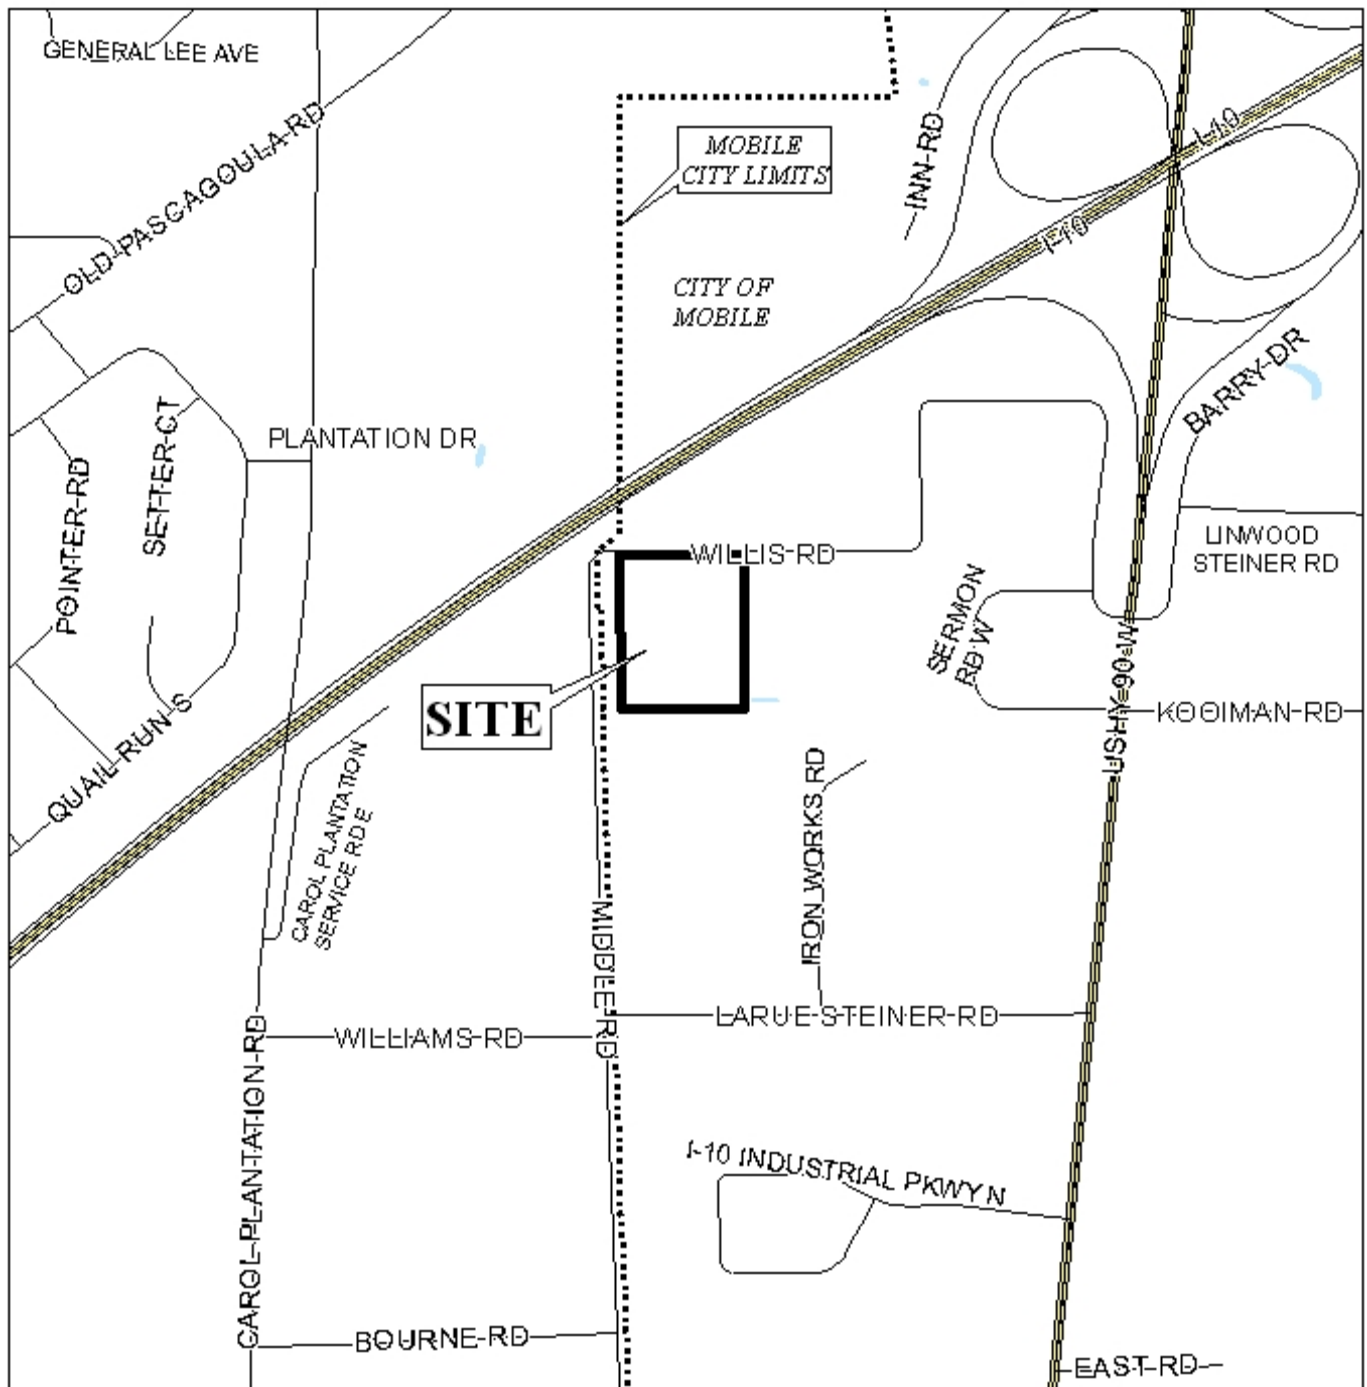 GENERAL LEE AVE
OLD PASCAGOULA RD
MOBILE
CITY LIMITS
INN RD
I-10
I-10
CITY OF
MOBILE
BARRY DR
SETTER CT
PLANTATION DR
POINTER RD
WILLIS RD
LINWOOD
STEINER RD
SERMON
RD W
SITE
USHY 90 W
KOOIMAN RD
QUAIL RUN S
CAROL PLANTATION
SERVICE RD E
IRON WORKS RD
MIDDLE RD
LARUE STEINER RD
WILLIAMS RD
CAROL PLANTATION RD
I-10 INDUSTRIAL PKWY N
BOURNE RD
EAST RD